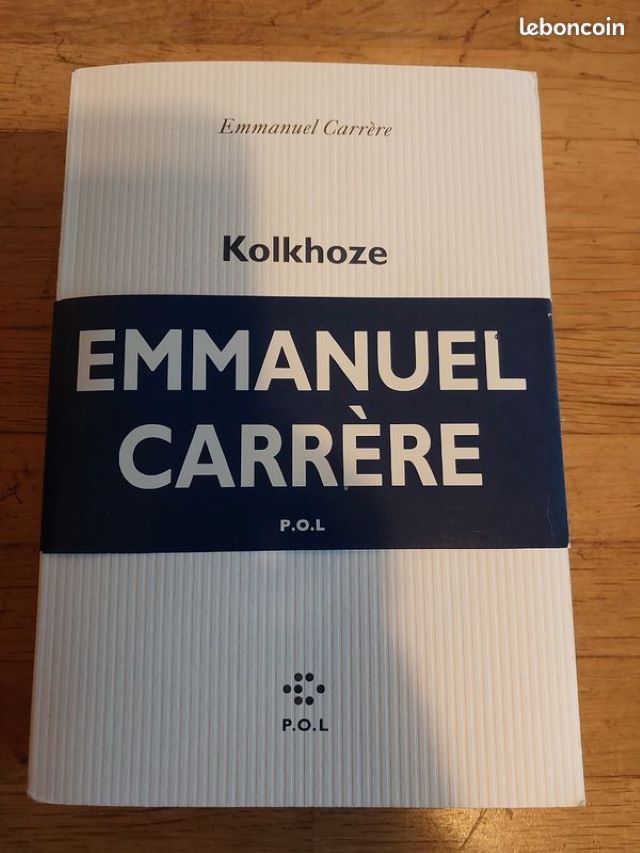 leboncoin
Emmanuel Carrère
Kolkhoze
EMMANUEL
CARRÈRE
P.O.L
P.O.L